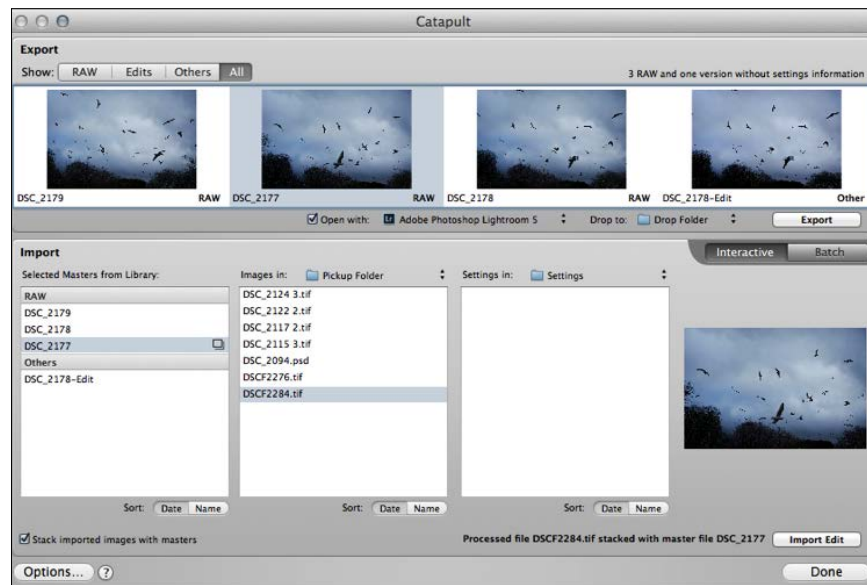 Catapult
Export
Show: RAW Edits Others All
3 RAW and one version without settings information
DSC_2179 RAW DSC_2177 RAW DSC_2178 RAW DSC_2178-Edit Other
Open with: Lr Adobe Photoshop Lightroom 5 Drop to: Drop Folder Export
Import Interactive Batch
Selected Masters from Library: Images in: Pickup Folder Settings in: Settings
RAW
DSC_2179
DSC_2178
DSC_2177
Others
DSC_2178-Edit
DSC_2124 3.tif
DSC_2122 2.tif
DSC_2117 2.tif
DSC_2115 3.tif
DSC_2094.psd
DSCF2276.tif
DSCF2284.tif
Sort: Date Name Sort: Date Name Sort: Date Name
Stack imported images with masters
Processed file DSCF2284.tif stacked with master file DSC_2177 Import Edit
Options... ? Done